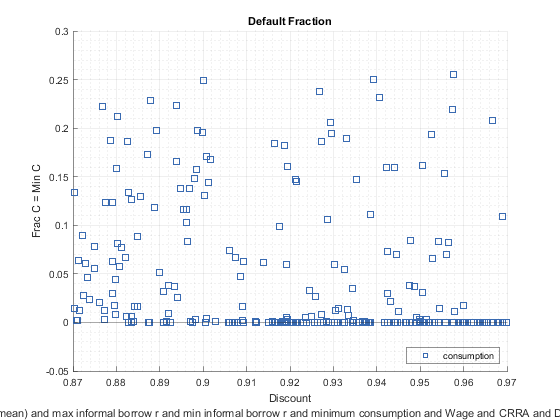 Default Fraction
0.3
0.25
0.2
0.15
0.1
0.05
0
-0.05
Frac C = Min C
consumption
0.87 0.88 0.89 0.9 0.91 0.92 0.93 0.94 0.95 0.96 0.97
Discount
mean) and max informal borrow r and min informal borrow r and minimum consumption and Wage and CRRA and